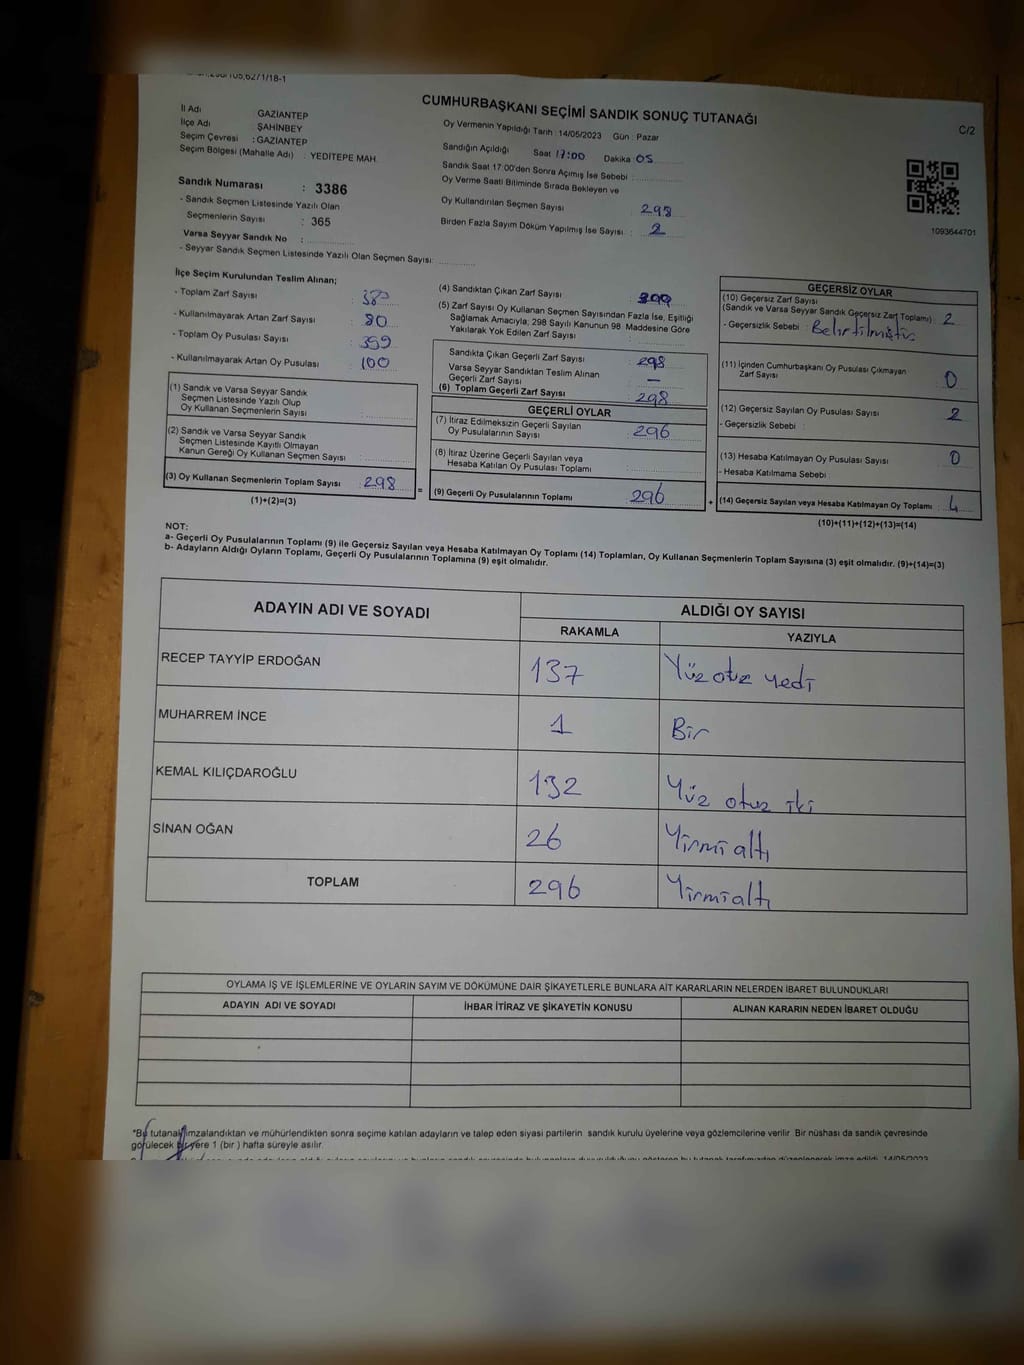 CUMHURBAŞKANI SEÇİMİ SANDIK SONUÇ TUTANAĞI
C/2
İl Adı GAZİANTEP
İlçe Adı ŞAHİNBEY
Seçim Çevresi : GAZİANTEP
Seçim Bölgesi (Mahalle Adı) : YEDİTEPE MAH.
Sandık Numarası : 3386
- Sandık Seçmen Listesinde Yazılı Olan
Seçmenlerin Sayısı : 365
Varsa Seyyar Sandık No :
- Seyyar Sandık Seçmen Listesinde Yazılı Olan Seçmen Sayısı:
Oy Vermenin Yapıldığı Tarih : 14/05/2023 Gün : Pazar
Sandığın Açıldığı Saat 17:00 Dakika 05
Sandık Saat 17:00'den Sonra Açımış İse Sebebi :
Oy Verme Saati Bitiminde Sırada Bekleyen ve
Oy Kullandırılan Seçmen Sayısı 298
Birden Fazla Sayım Döküm Yapılmış İse Sayısı : 2
1093644701
İlçe Seçim Kurulundan Teslim Alınan;
- Toplam Zarf Sayısı :
- Kullanılmayarak Artan Zarf Sayısı : 80
- Toplam Oy Pusulası Sayısı : 399
- Kullanılmayarak Artan Oy Pusulası : 100
(1) Sandık ve Varsa Seyyar Sandık
Seçmen Listesinde Yazılı Olup
Oy Kullanan Seçmenlerin Sayısı :
(2) Sandık ve Varsa Seyyar Sandık
Seçmen Listesinde Kayıtlı Olmayan
Kanun Gereği Oy Kullanan Seçmen Sayısı :
(3) Oy Kullanan Seçmenlerin Toplam Sayısı : 298
(1)+(2)=(3)
=
(4) Sandıktan Çıkan Zarf Sayısı :
(5) Zarf Sayısı Oy Kullanan Seçmen Sayısından Fazla İse, Eşitliği
Sağlamak Amacıyla; 298 Sayılı Kanunun 98. Maddesine Göre
Yakılarak Yok Edilen Zarf Sayısı :
Sandıkta Çıkan Geçerli Zarf Sayısı : 298
Varsa Seyyar Sandıktan Teslim Alınan
Geçerli Zarf Sayısı : —
(6) Toplam Geçerli Zarf Sayısı : 298
GEÇERLİ OYLAR
(7) İtiraz Edilmeksizin Geçerli Sayılan
Oy Pusulalarının Sayısı : 296
(8) İtiraz Üzerine Geçerli Sayılan veya
Hesaba Katılan Oy Pusulası Toplamı :
(9) Geçerli Oy Pusulalarının Toplamı : 296
+
GEÇERSİZ OYLAR
(10) Geçersiz Zarf Sayısı
(Sandık ve Varsa Seyyar Sandık Geçersiz Zarf Toplamı) : 2
- Geçersizlik Sebebi : Belirtilmiştir
(11) İçinden Cumhurbaşkanı Oy Pusulası Çıkmayan
Zarf Sayısı : 0
(12) Geçersiz Sayılan Oy Pusulası Sayısı : 2
- Geçersizlik Sebebi :
(13) Hesaba Katılmayan Oy Pusulası Sayısı : 0
- Hesaba Katılmama Sebebi :
(14) Geçersiz Sayılan veya Hesaba Katılmayan Oy Toplamı : 4
(10)+(11)+(12)+(13)=(14)
NOT:
a- Geçerli Oy Pusulalarının Toplamı (9) ile Geçersiz Sayılan veya Hesaba Katılmayan Oy Toplamı (14) Toplamları, Oy Kullanan Seçmenlerin Toplam Sayısına (3) eşit olmalıdır. (9)+(14)=(3)
b- Adayların Aldığı Oyların Toplamı, Geçerli Oy Pusulalarının Toplamına (9) eşit olmalıdır.
ADAYIN ADI VE SOYADI ALDIĞI OY SAYISI
RAKAMLA YAZIYLA
RECEP TAYYİP ERDOĞAN 137 Yüz otuz yedi
MUHARREM İNCE 1 Bir
KEMAL KILIÇDAROĞLU 132 Yüz otuz iki
SİNAN OĞAN 26 Yirmi altı
TOPLAM 296 Yirmi altı
OYLAMA İŞ VE İŞLEMLERİNE VE OYLARIN SAYIM VE DÖKÜMÜNE DAİR ŞİKAYETLERLE BUNLARA AİT KARARLARIN NELERDEN İBARET BULUNDUKLARI
ADAYIN ADI VE SOYADI İHBAR İTİRAZ VE ŞİKAYETİN KONUSU ALINAN KARARIN NEDEN İBARET OLDUĞU
*Bu tutanak imzalandıktan ve mühürlendikten sonra seçime katılan adayların ve talep eden siyasi partilerin sandık kurulu üyelerine veya gözlemcilerine verilir. Bir nüshası da sandık çevresinde
görülecek bir yere 1 (bir) hafta süreyle asılır.